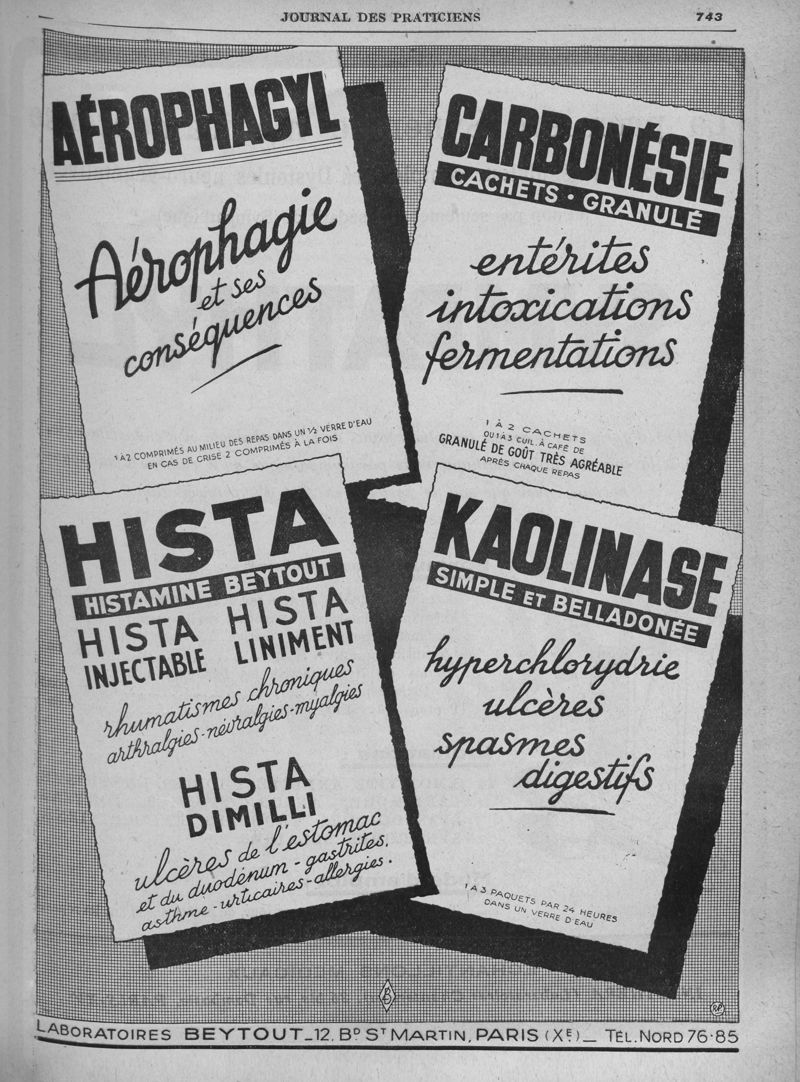 JOURNAL DES PRATICIENS
743
AÉROPHAGYL
Aérophagie
et ses
conséquences
1 À 2 COMPRIMÉS AU MILIEU DES REPAS DANS UN ½ VERRE D'EAU
EN CAS DE CRISE 2 COMPRIMÉS À LA FOIS
CARBONÉSIE
CACHETS · GRANULÉ
entérites
intoxications
fermentations
1 À 2 CACHETS
OU 1 À 3 CUIL. À CAFÉ DE
GRANULÉ DE GOÛT TRÈS AGRÉABLE
APRÈS CHAQUE REPAS
HISTA
HISTAMINE BEYTOUT
HISTA
INJECTABLE
HISTA
LINIMENT
rhumatismes chroniques
arthralgies-névralgies-myalgies
HISTA
DIMILLI
ulcères de l'estomac
et du duodénum - gastrites,
asthme - urticaires - allergies.
KAOLINASE
SIMPLE ET BELLADONÉE
hyperchlorydrie
ulcères
spasmes
digestifs
1 À 3 PAQUETS PAR 24 HEURES
DANS UN VERRE D'EAU
LABORATOIRES BEYTOUT_12, BD ST MARTIN, PARIS (XE)_ TÉL. NORD 76·85